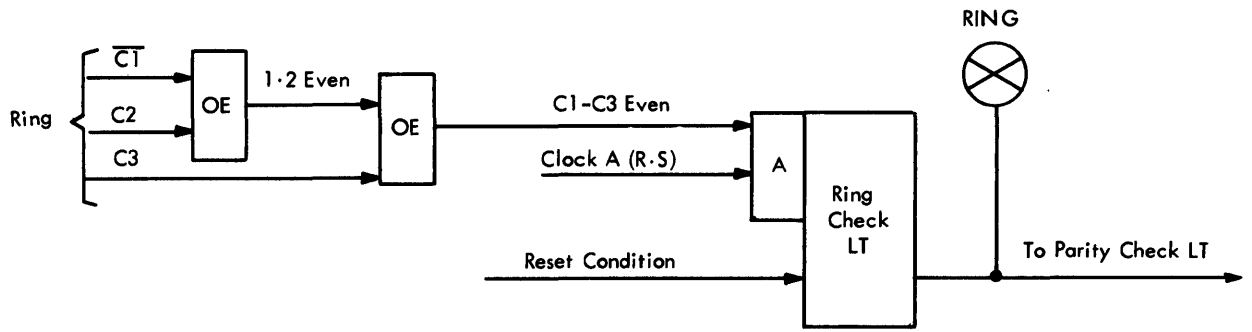 RING
C1
OE
1·2 Even
Ring
C2
OE
C1-C3 Even
C3
Clock A (R·S)
A
Ring
Check
LT
Reset Condition
To Parity Check LT